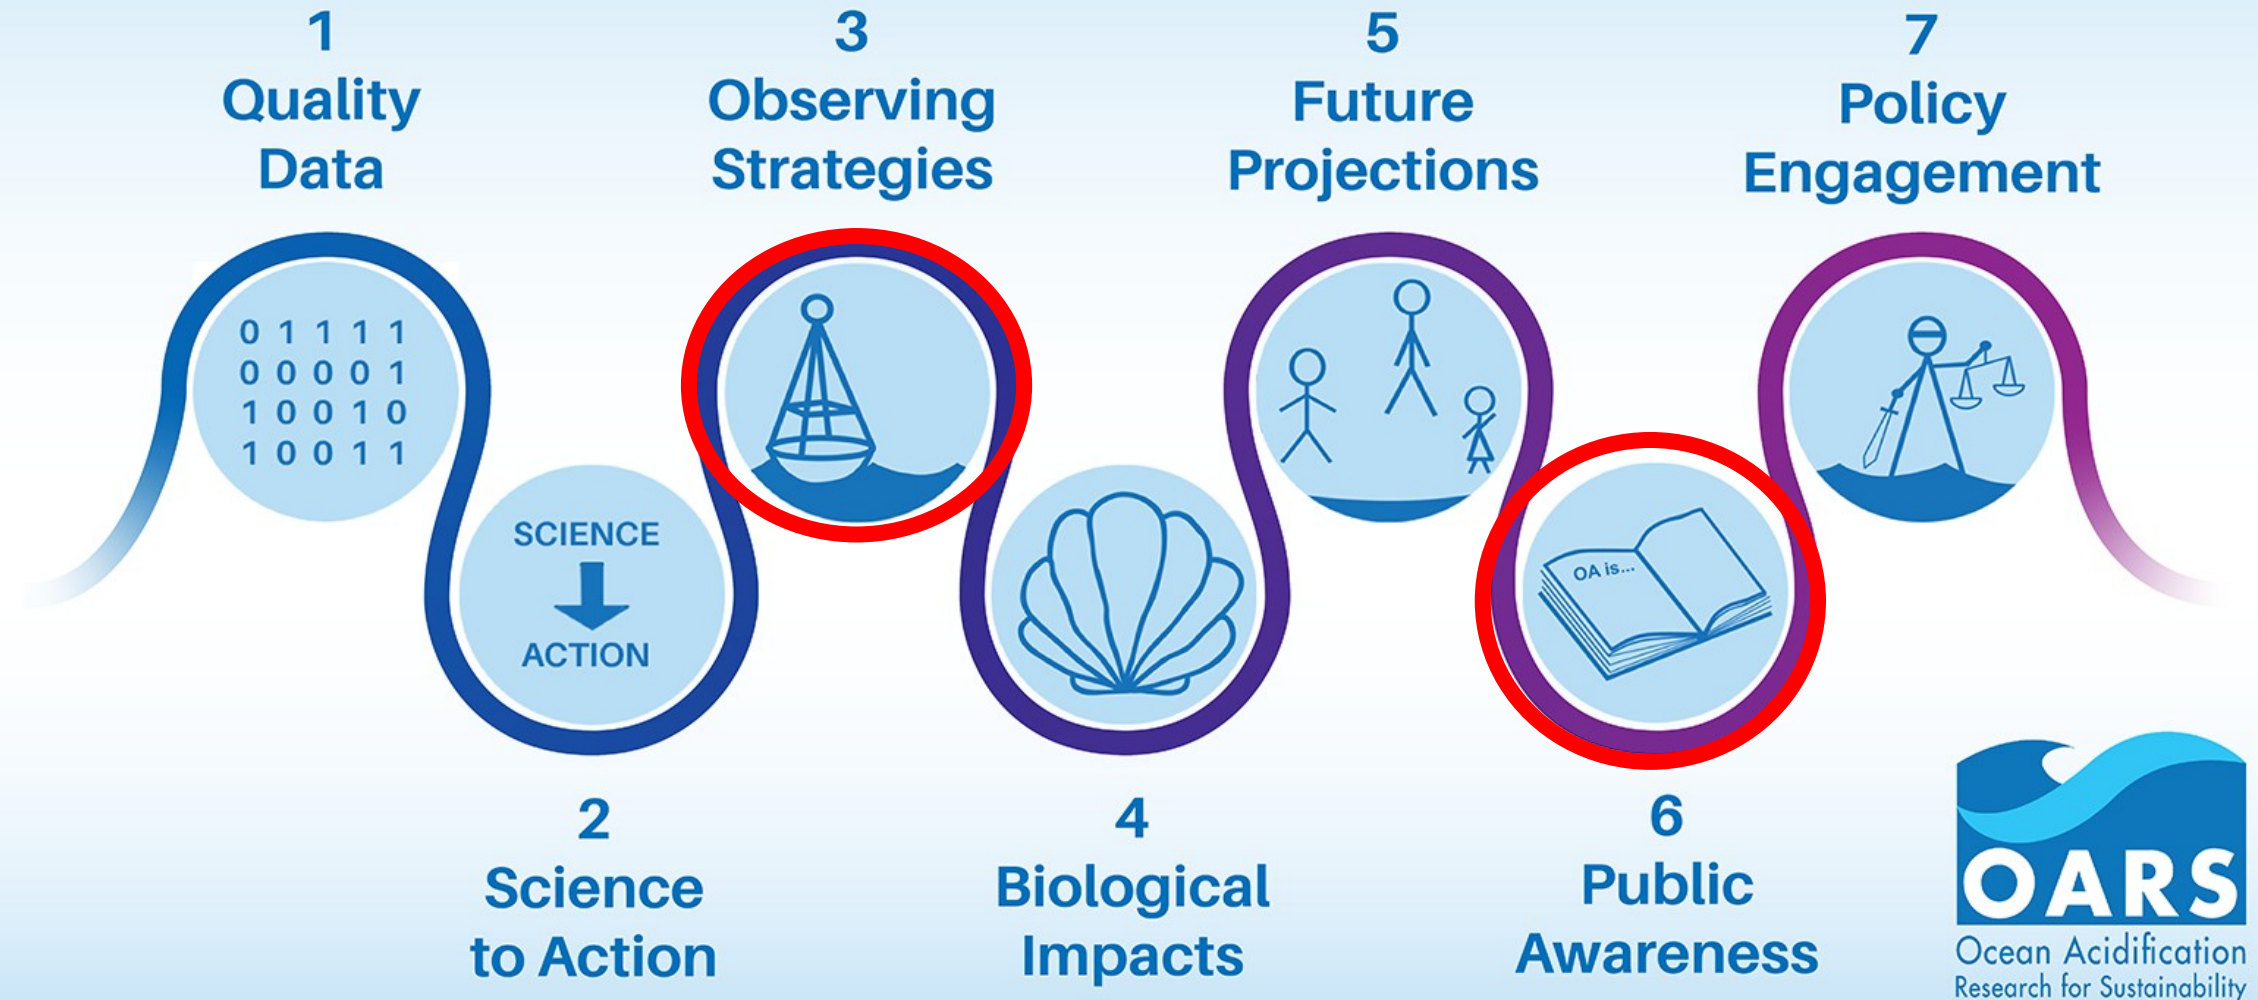 1
Quality
Data
3
Observing
Strategies
5
Future
Projections
7
Policy
Engagement
0 1 1 1 1
0 0 0 0 1
1 0 0 1 0
1 0 0 1 1
SCIENCE
ACTION
OA is...
2
Science
to Action
4
Biological
Impacts
6
Public
Awareness
OARS
Ocean Acidification
Research for Sustainability